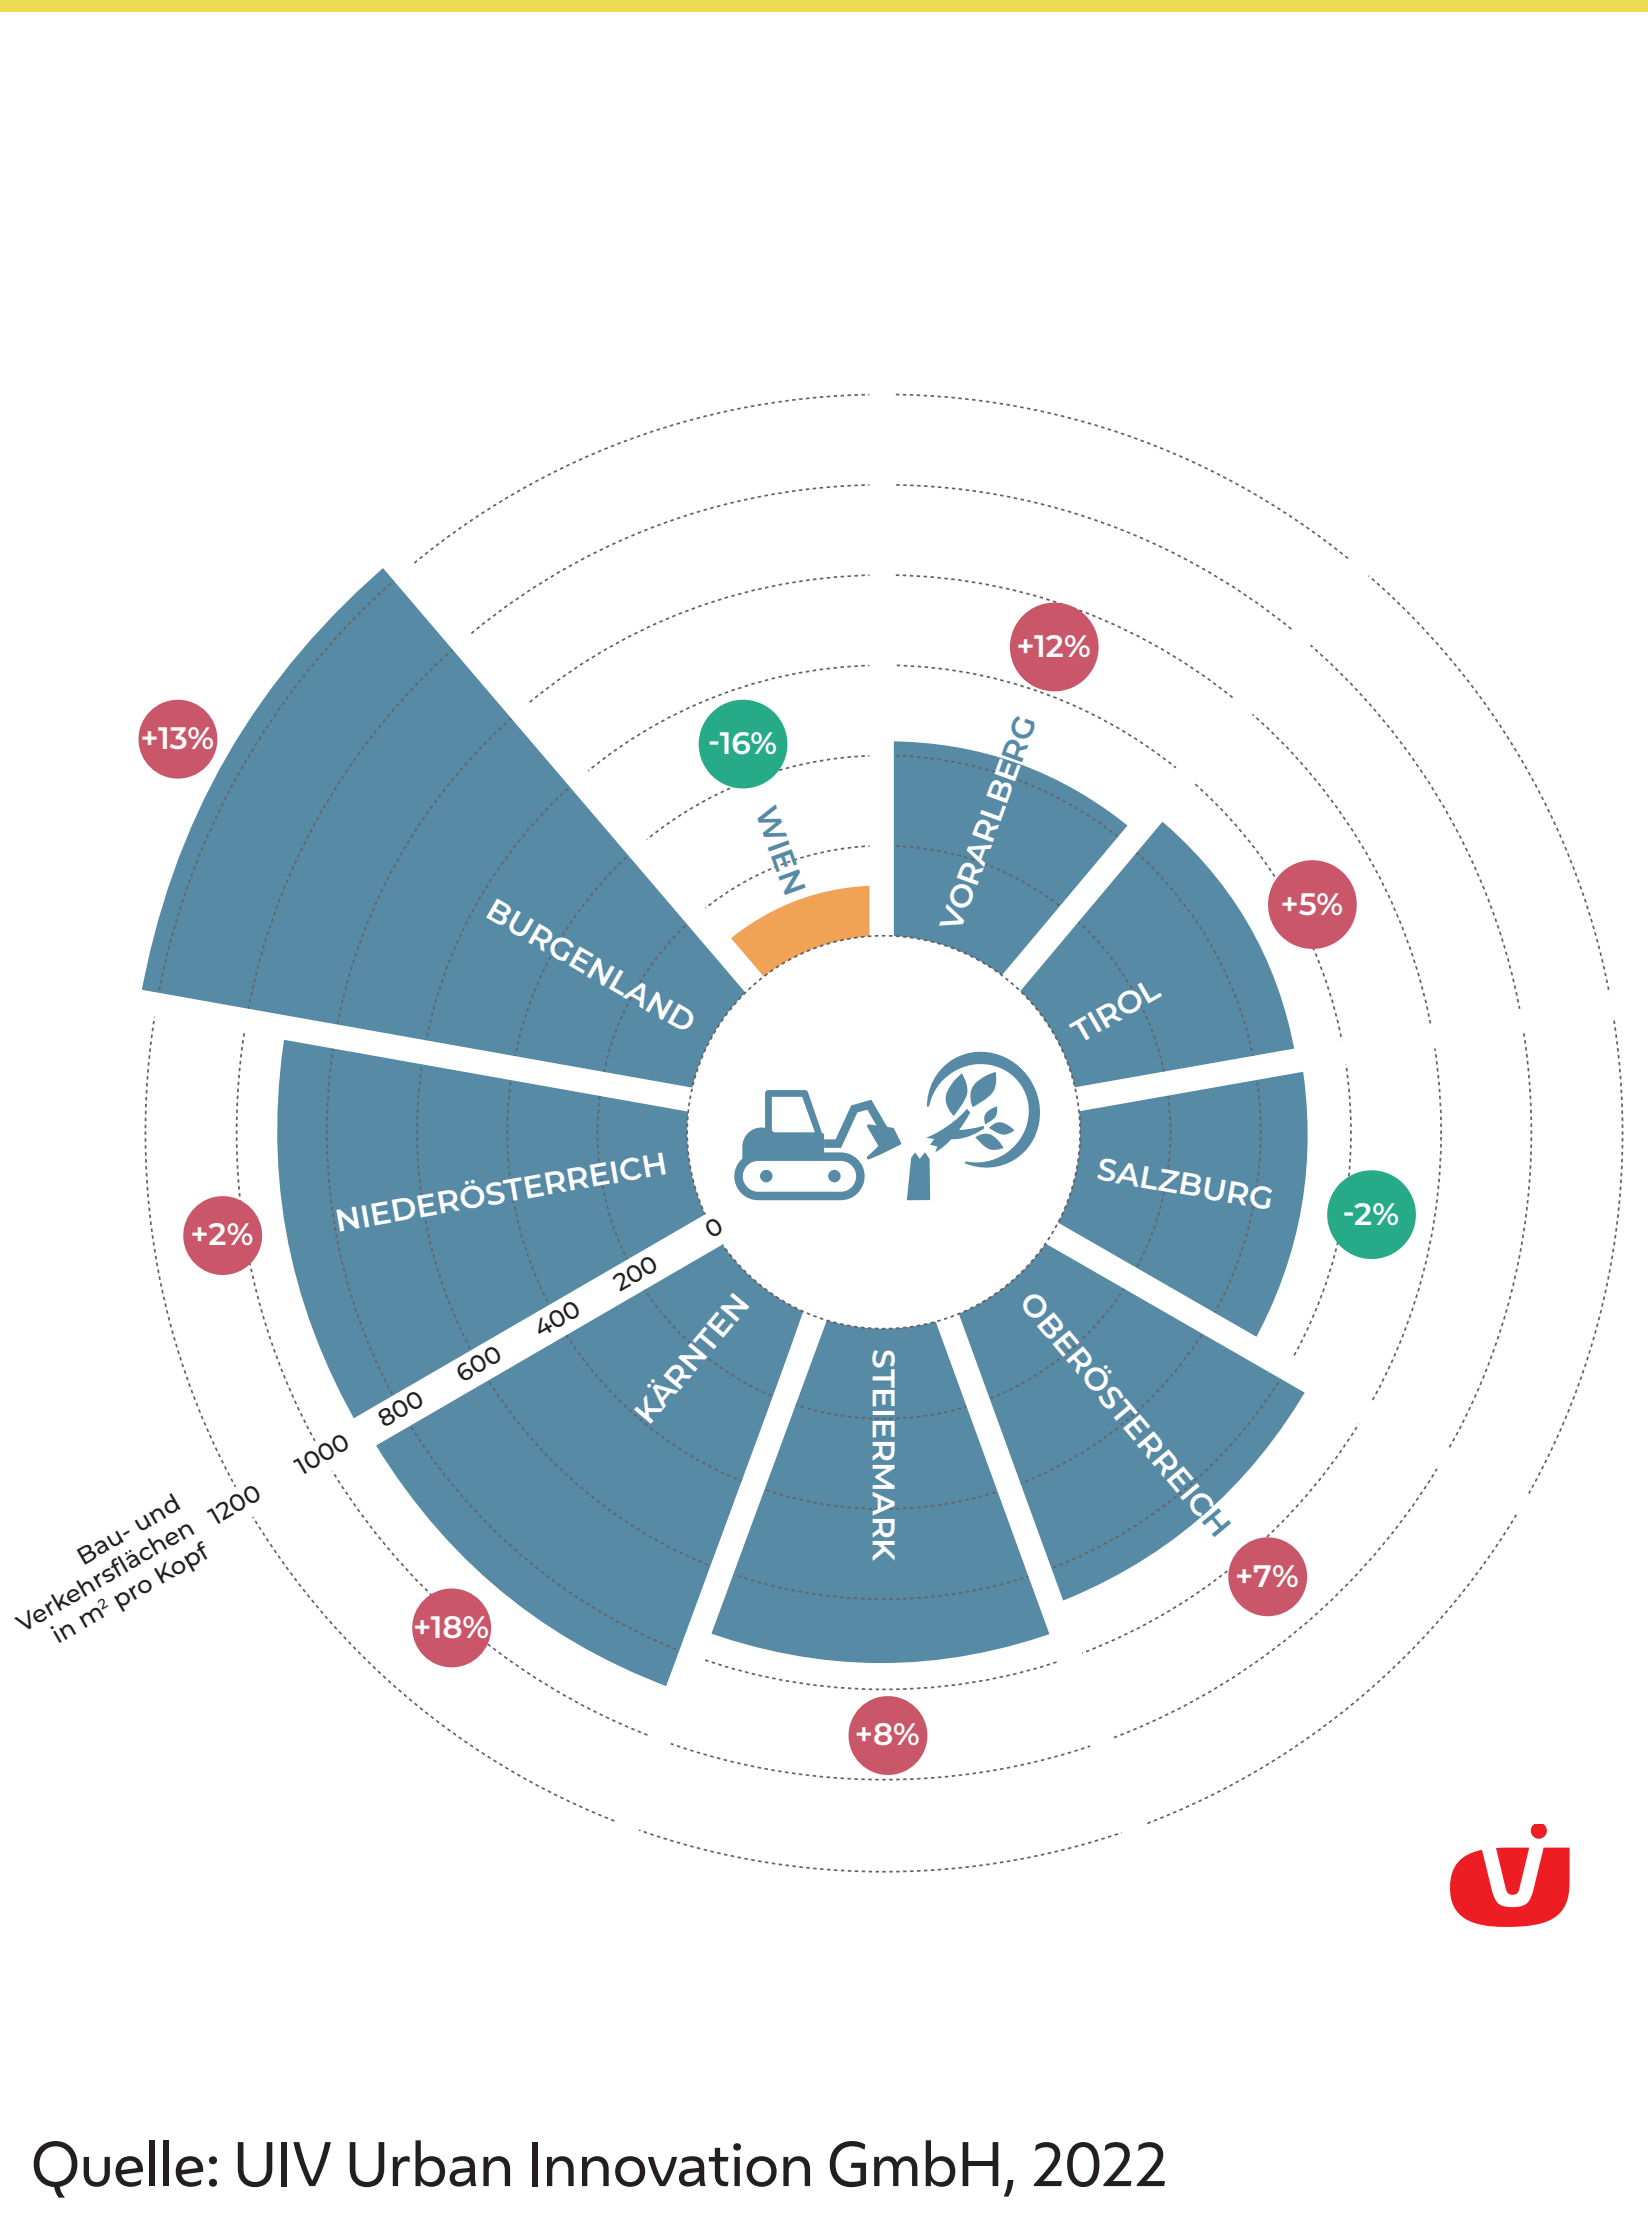 +12%
+13%
-16%
WIEN
VORARLBERG
+5%
BURGENLAND
TIROL
NIEDERÖSTERREICH
SALZBURG
-2%
+2%
0
200
400
600
800
1000
1200
Bau- und
Verkehrsflächen
in m² pro Kopf
KÄRNTEN
STEIERMARK
OBERÖSTERREICH
+7%
+18%
+8%
Quelle: UIV Urban Innovation GmbH, 2022